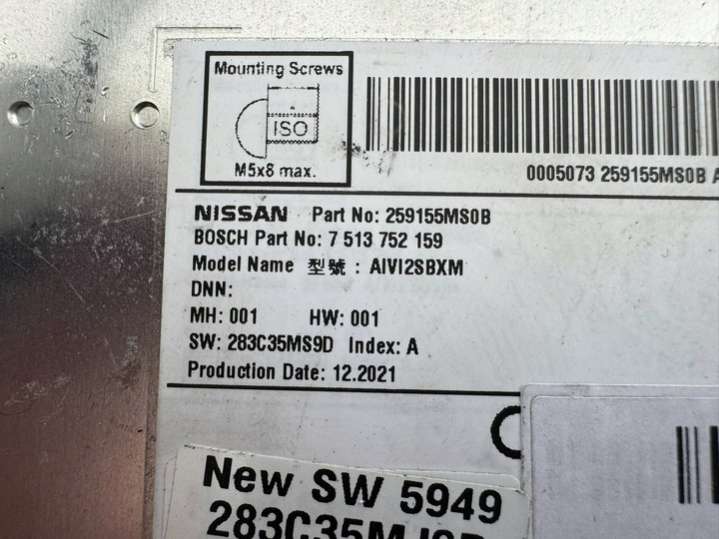 Mounting Screws
ISO
M5x8 max.
0005073 259155MS0B A
NISSAN Part No: 259155MS0B
BOSCH Part No: 7 513 752 159
Model Name 型號 : AIVI2SBXM
DNN:
MH: 001 HW: 001
SW: 283C35MS9D Index: A
Production Date: 12.2021
New SW 5949